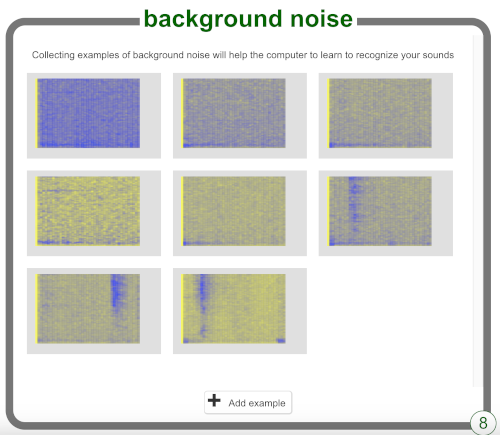 background noise
Collecting examples of background noise will help the computer to learn to recognize your sounds
Add example
8